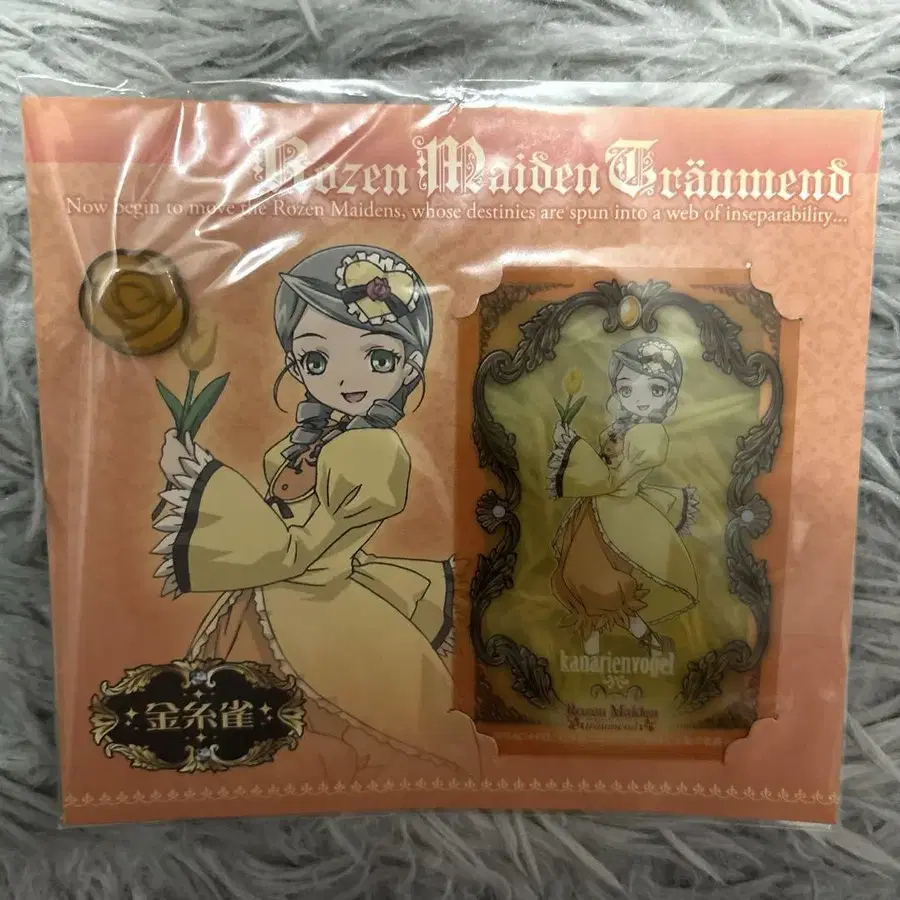 Rozen Maiden Träumend
Now begin to move the Rozen Maidens, whose destinies are spun into a web of inseparability...
kanarienvogel
Rozen Maiden
Träumend
金糸雀